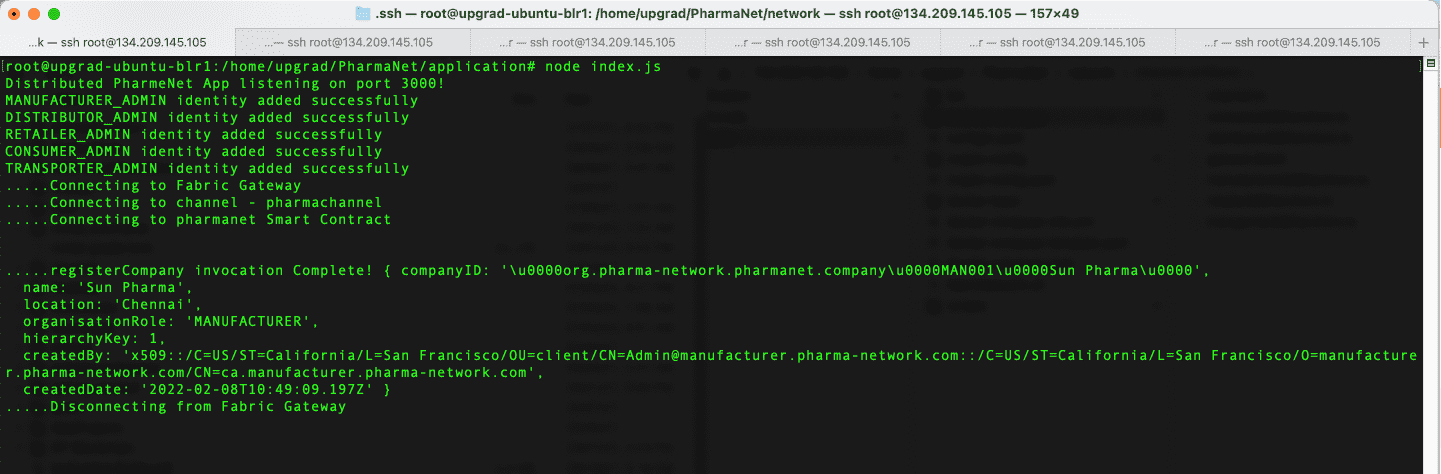 .ssh — root@upgrad-ubuntu-blr1: /home/upgrad/PharmaNet/network — ssh root@134.209.145.105 — 157×49
...k — ssh root@134.209.145.105
...— ssh root@134.209.145.105
...r — ssh root@134.209.145.105
...r — ssh root@134.209.145.105
...r — ssh root@134.209.145.105
...r — ssh root@134.209.145.105
+
[root@upgrad-ubuntu-blr1:/home/upgrad/PharmaNet/application# node index.js
Distributed PharmeNet App listening on port 3000!
MANUFACTURER_ADMIN identity added successfully
DISTRIBUTOR_ADMIN identity added successfully
RETAILER_ADMIN identity added successfully
CONSUMER_ADMIN identity added successfully
TRANSPORTER_ADMIN identity added successfully
.....Connecting to Fabric Gateway
.....Connecting to channel - pharmachannel
.....Connecting to pharmanet Smart Contract
.....registerCompany invocation Complete! { companyID: '\u0000org.pharma-network.pharmanet.company\u0000MAN001\u0000Sun Pharma\u0000',
name: 'Sun Pharma',
location: 'Chennai',
organisationRole: 'MANUFACTURER',
hierarchyKey: 1,
createdBy: 'x509::/C=US/ST=California/L=San Francisco/OU=client/CN=Admin@manufacturer.pharma-network.com::/C=US/ST=California/L=San Francisco/O=manufacture
r.pharma-network.com/CN=ca.manufacturer.pharma-network.com',
createdDate: '2022-02-08T10:49:09.197Z' }
.....Disconnecting from Fabric Gateway